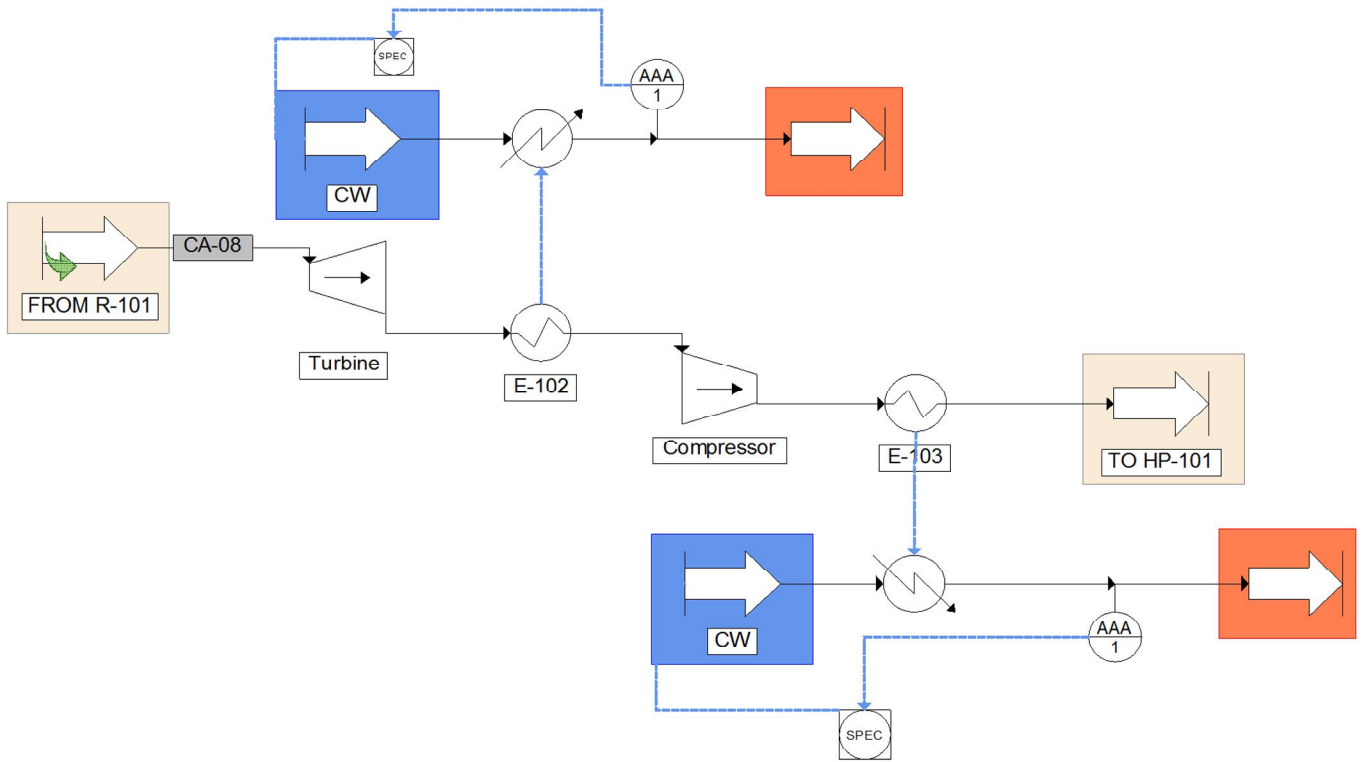 SPEC
AAA
1
CW
CA-08
FROM R-101
Turbine
E-102
Compressor
E-103
TO HP-101
CW
AAA
1
SPEC